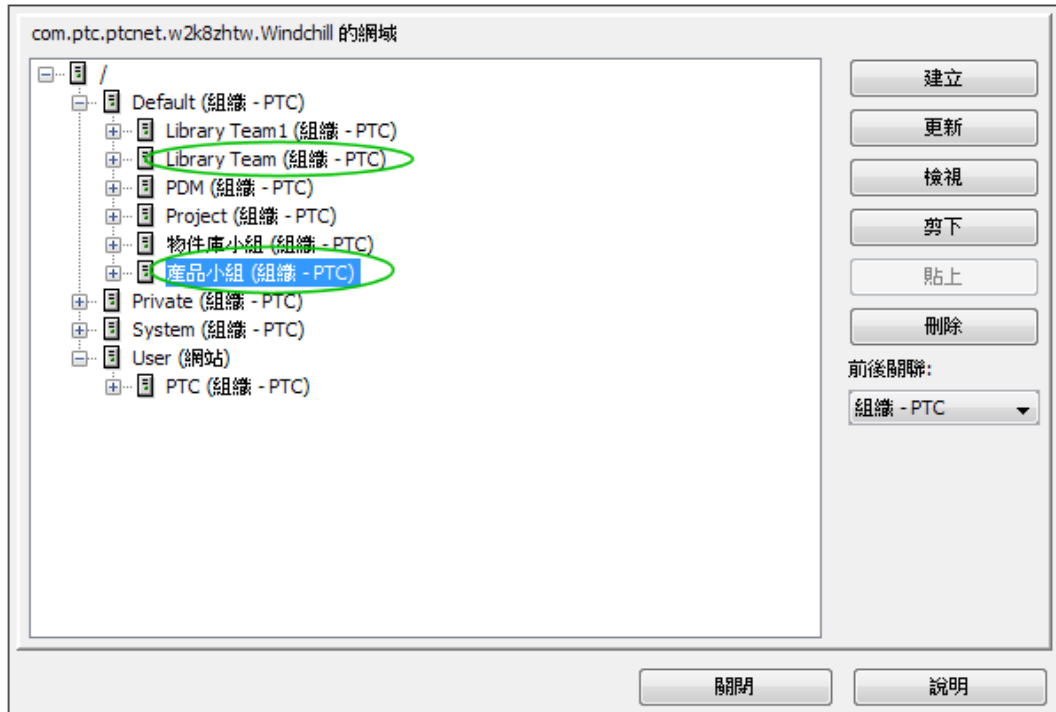 com.ptc.ptcnet.w2k8zhtw.Windchill 的網域
/
Default (組織 - PTC)
Library Team1 (組織 - PTC)
Library Team (組織 - PTC)
PDM (組織 - PTC)
Project (組織 - PTC)
物件庫小組 (組織 - PTC)
產品小組 (組織 - PTC)
Private (組織 - PTC)
System (組織 - PTC)
User (網站)
PTC (組織 - PTC)
建立
更新
檢視
剪下
貼上
刪除
前後關聯:
組織 - PTC
關閉
說明